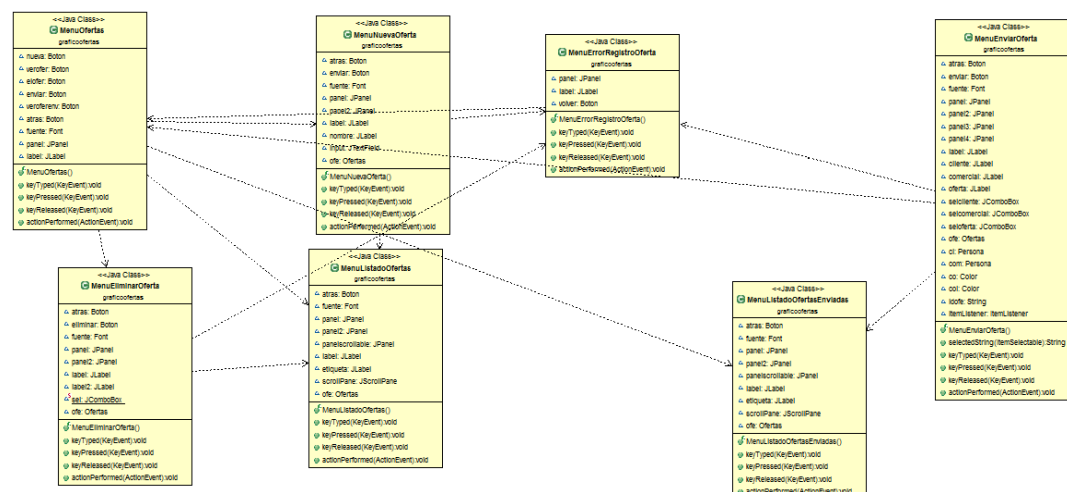 <<Java Class>>
MenuOfertas
graficoofertas
nueva: Boton
verofer: Boton
elofer: Boton
enviar: Boton
veroferenv: Boton
atras: Boton
fuente: Font
panel: JPanel
label: JLabel
MenuOfertas()
keyTyped(KeyEvent):void
keyPressed(KeyEvent):void
keyReleased(KeyEvent):void
actionPerformed(ActionEvent):void
<<Java Class>>
MenuNuevaOferta
graficoofertas
atras: Boton
enviar: Boton
fuente: Font
panel: JPanel
panel2: JPanel
label: JLabel
nombre: JLabel
input: JTextField
ofe: Ofertas
MenuNuevaOferta()
keyTyped(KeyEvent):void
keyPressed(KeyEvent):void
keyReleased(KeyEvent):void
actionPerformed(ActionEvent):void
<<Java Class>>
MenuErrorRegistroOferta
graficoofertas
panel: JPanel
label: JLabel
volver: Boton
MenuErrorRegistroOferta()
keyTyped(KeyEvent):void
keyPressed(KeyEvent):void
keyReleased(KeyEvent):void
actionPerformed(ActionEvent):void
<<Java Class>>
MenuEnviarOferta
graficoofertas
atras: Boton
enviar: Boton
fuente: Font
panel: JPanel
panel2: JPanel
panel3: JPanel
panel4: JPanel
label: JLabel
cliente: JLabel
comercial: JLabel
oferta: JLabel
selcliente: JComboBox
selcomercial: JComboBox
seloferta: JComboBox
ofe: Ofertas
cl: Persona
com: Persona
co: Color
col: Color
idofe: String
itemListener: ItemListener
MenuEnviarOferta()
selectedString(ItemSelectable):String
keyTyped(KeyEvent):void
keyPressed(KeyEvent):void
keyReleased(KeyEvent):void
actionPerformed(ActionEvent):void
<<Java Class>>
MenuEliminarOferta
graficoofertas
atras: Boton
eliminar: Boton
fuente: Font
panel: JPanel
panel2: JPanel
label: JLabel
label2: JLabel
sel: JComboBox
ofe: Ofertas
MenuEliminarOferta()
keyTyped(KeyEvent):void
keyPressed(KeyEvent):void
keyReleased(KeyEvent):void
actionPerformed(ActionEvent):void
<<Java Class>>
MenuListadoOfertas
graficoofertas
atras: Boton
fuente: Font
panel: JPanel
panel2: JPanel
panelscrollable: JPanel
label: JLabel
etiqueta: JLabel
scrollPane: JScrollPane
ofe: Ofertas
MenuListadoOfertas()
keyTyped(KeyEvent):void
keyPressed(KeyEvent):void
keyReleased(KeyEvent):void
actionPerformed(ActionEvent):void
<<Java Class>>
MenuListadoOfertasEnviadas
graficoofertas
atras: Boton
fuente: Font
panel: JPanel
panel2: JPanel
panelscrollable: JPanel
label: JLabel
etiqueta: JLabel
scrollPane: JScrollPane
ofe: Ofertas
MenuListadoOfertasEnviadas()
keyTyped(KeyEvent):void
keyPressed(KeyEvent):void
keyReleased(KeyEvent):void
actionPerformed(ActionEvent):void